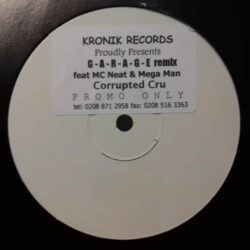 KRONIK RECORDS
Proudly Presents
G-A-R-A-G-E remix
feat MC Neat & Mega Man
Corrupted Cru
PROMO ONLY
tel: 0208 871 2958 fax: 0208 516 3363